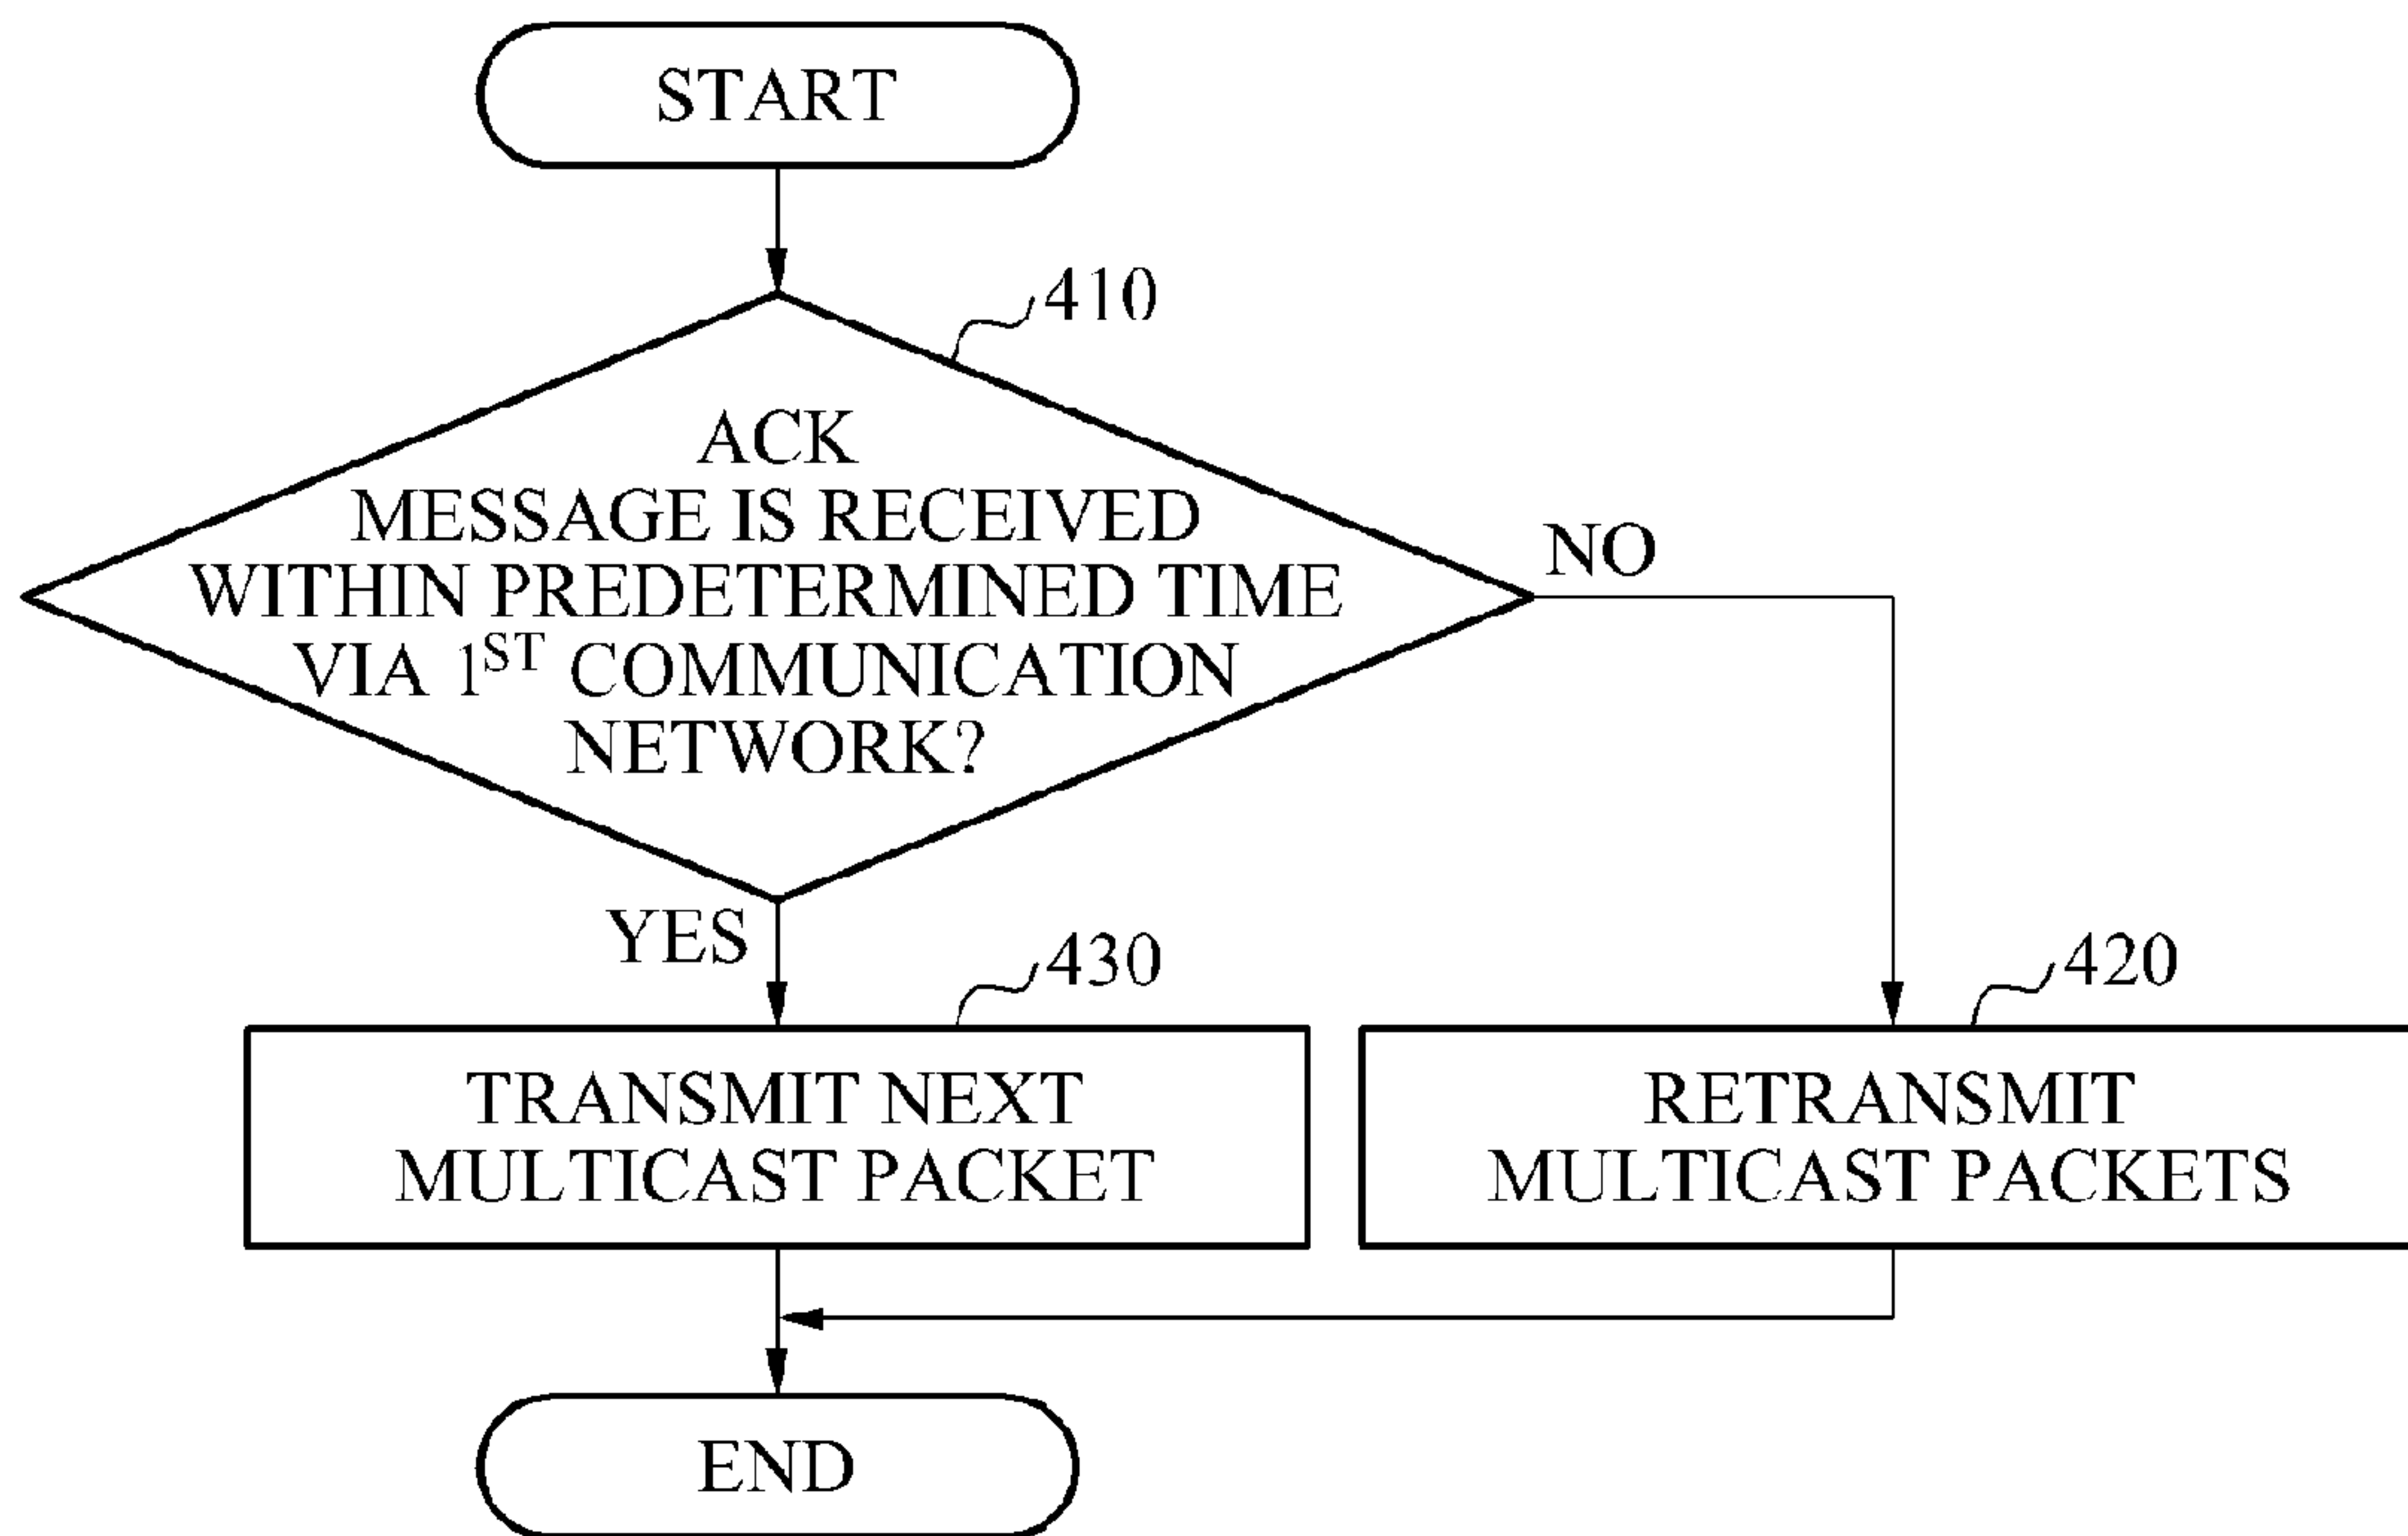 START
410
ACK
MESSAGE IS RECEIVED
WITHIN PREDETERMINED TIME
VIA 1ST COMMUNICATION
NETWORK?
NO
YES
430
420
TRANSMIT NEXT
MULTICAST PACKET
RETRANSMIT
MULTICAST PACKETS
END